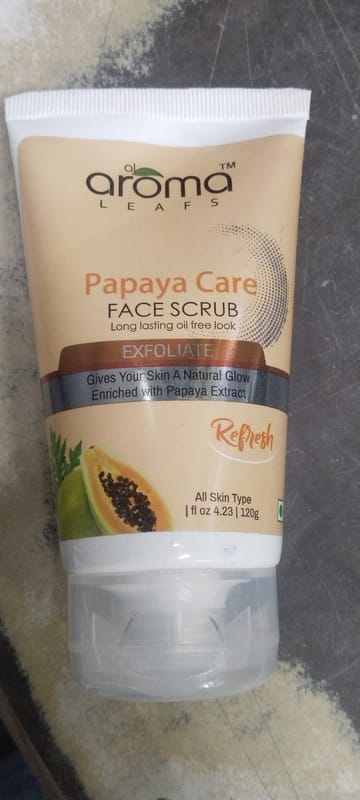 al
aroma™
LEAFS
Papaya Care
FACE SCRUB
Long lasting oil free look
EXFOLIATE
Gives Your Skin A Natural Glow
Enriched with Papaya Extract
Refresh
All Skin Type
| fl oz 4.23 | 120g